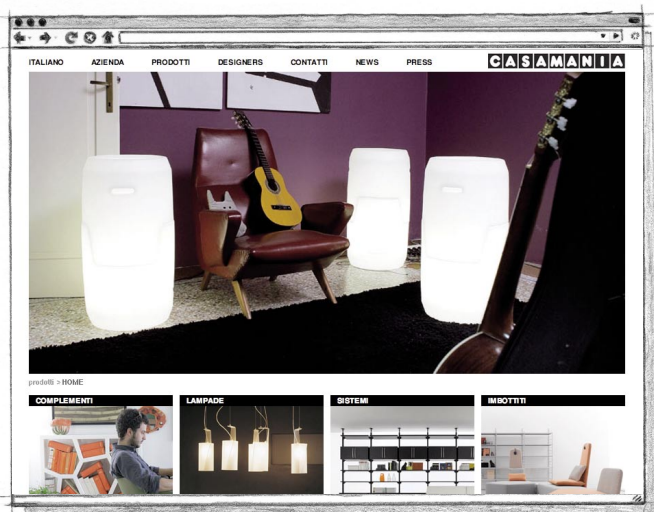 ITALIANO AZIENDA PRODOTTI DESIGNERS CONTATTI NEWS PRESS CASAMANIA
prodotti > HOME
COMPLEMENTI LAMPADE SISTEMI IMBOTTITI